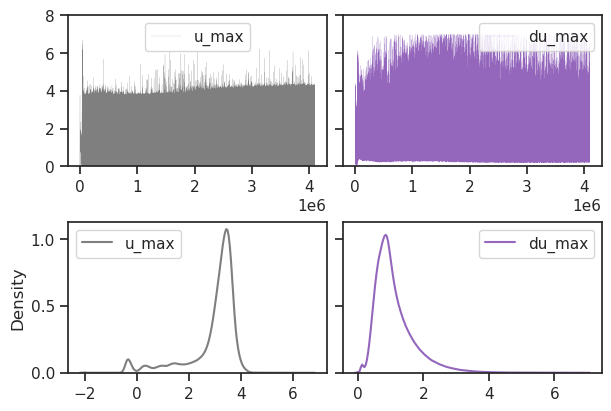 8
6
4
2
0
u_max
du_max
0 1 2 3 4
1e6
0 1 2 3 4
1e6
Density
1.0
0.5
0.0
u_max
du_max
−2 0 2 4 6
0 2 4 6